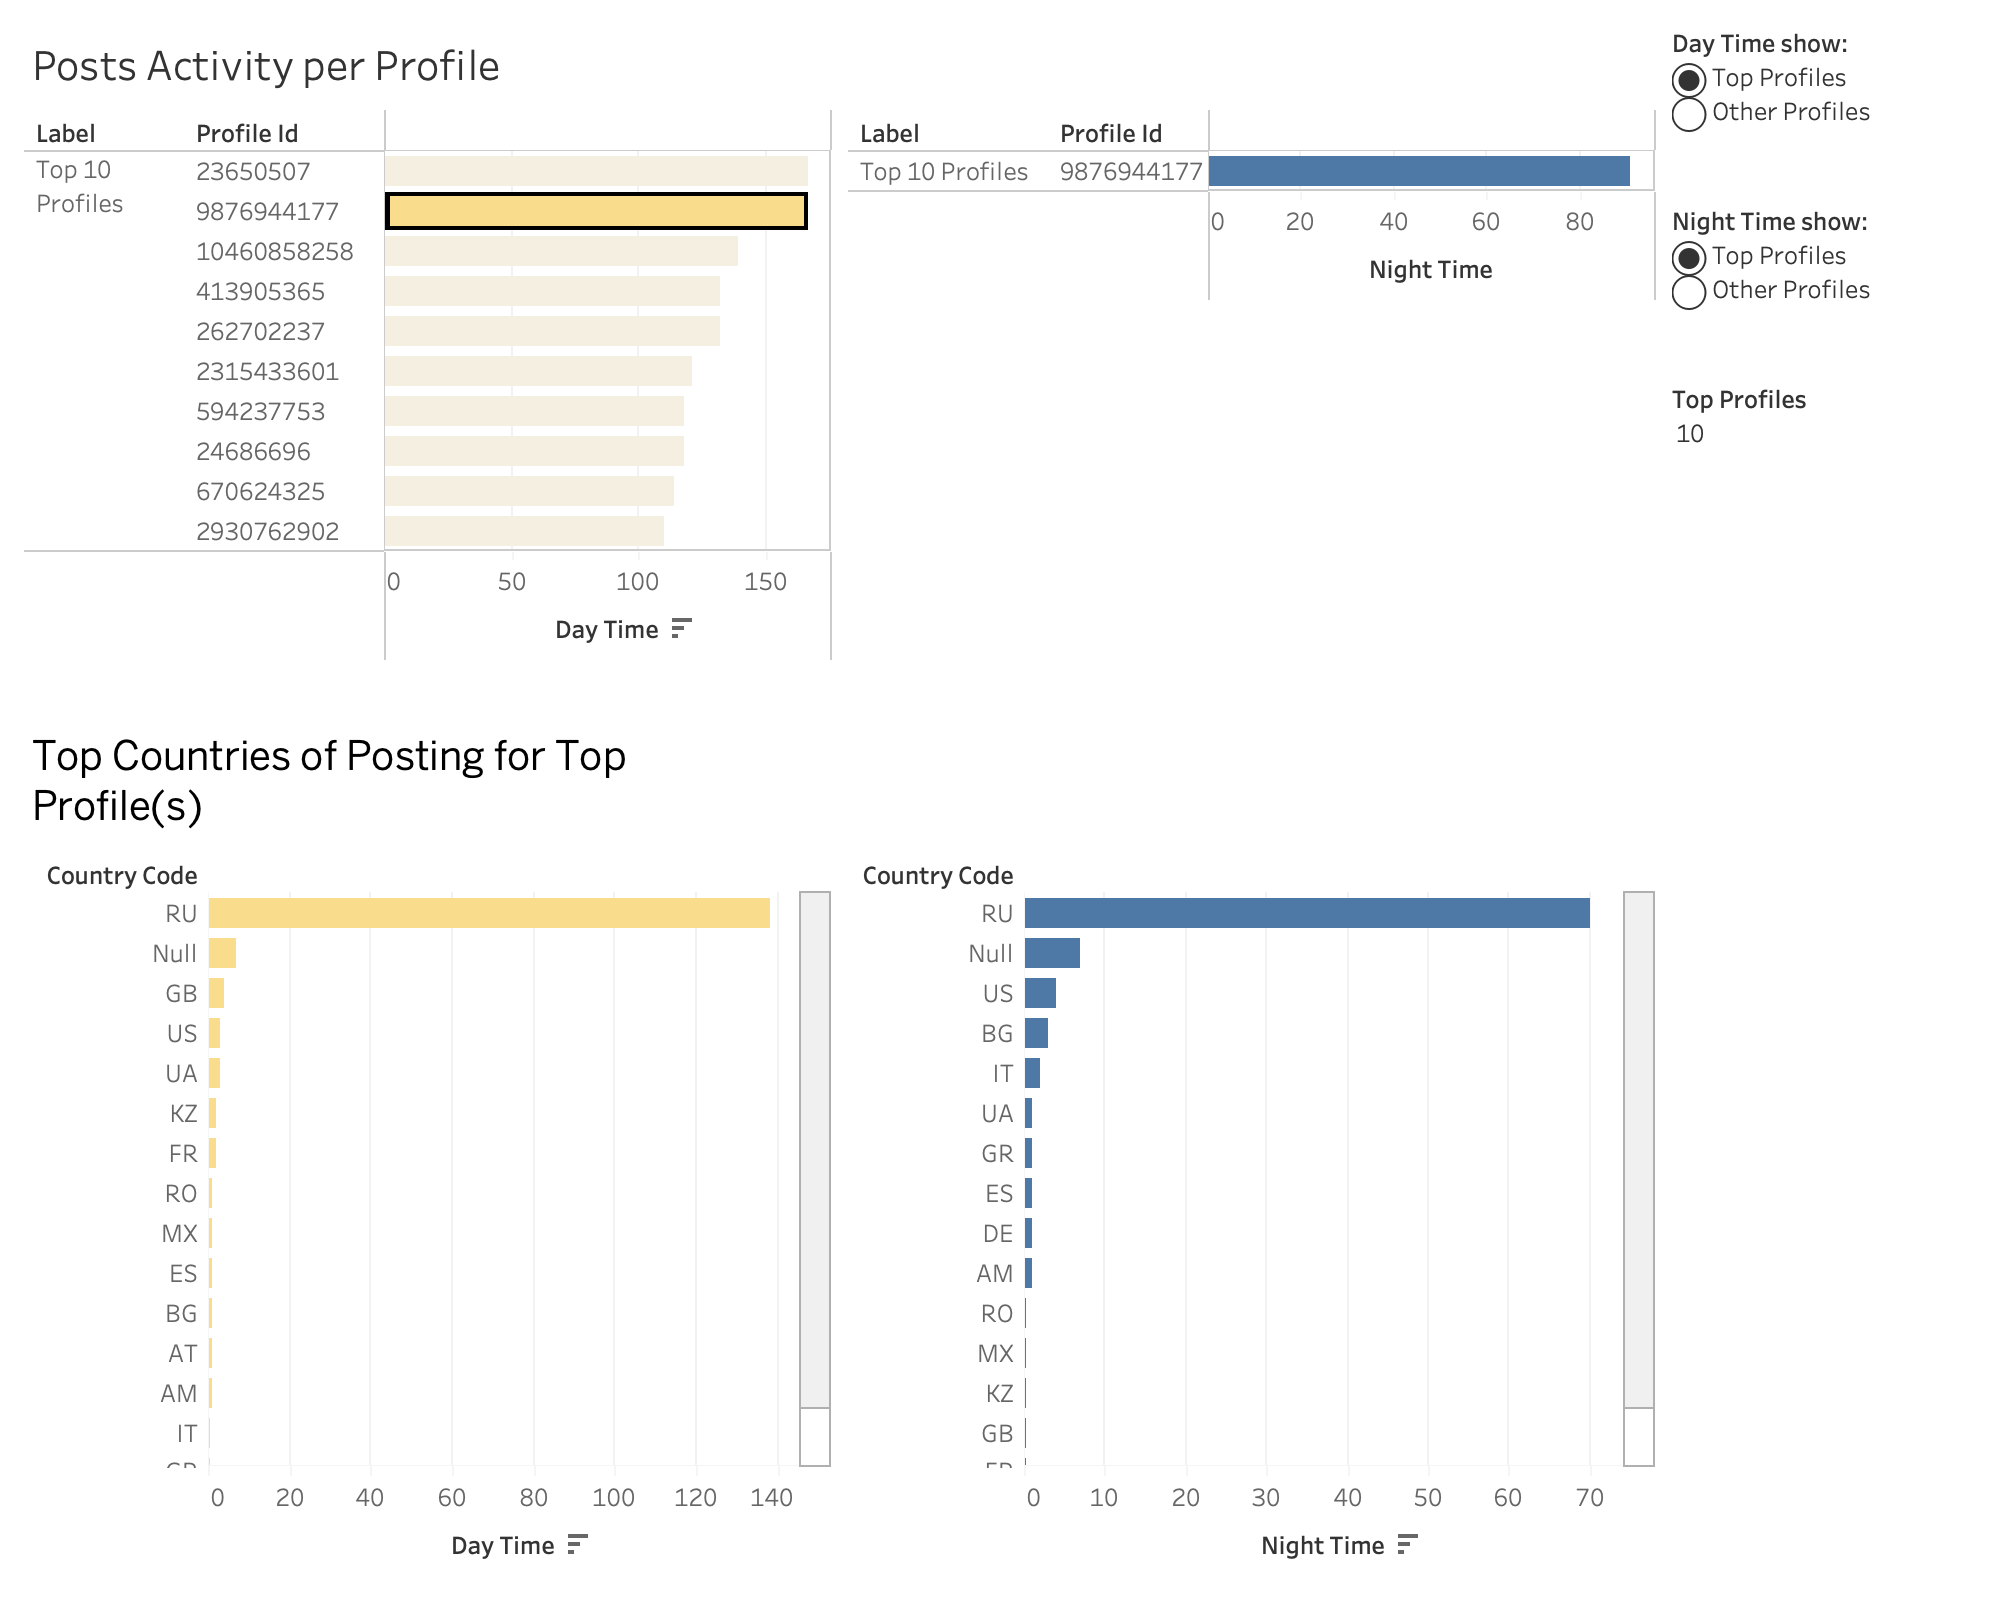 Posts Activity per Profile
Label Profile Id
Top 10 Profiles
23650507
9876944177
10460858258
413905365
262702237
2315433601
594237753
24686696
670624325
2930762902
0 50 100 150
Day Time
Label Profile Id
Top 10 Profiles 9876944177
0 20 40 60 80
Night Time
Day Time show:
Top Profiles
Other Profiles
Night Time show:
Top Profiles
Other Profiles
Top Profiles
10
Top Countries of Posting for Top
Profile(s)
Country Code
RU
Null
GB
US
UA
KZ
FR
RO
MX
ES
BG
AT
AM
IT
0 20 40 60 80 100 120 140
Day Time
Country Code
RU
Null
US
BG
IT
UA
GR
ES
DE
AM
RO
MX
KZ
GB
0 10 20 30 40 50 60 70
Night Time